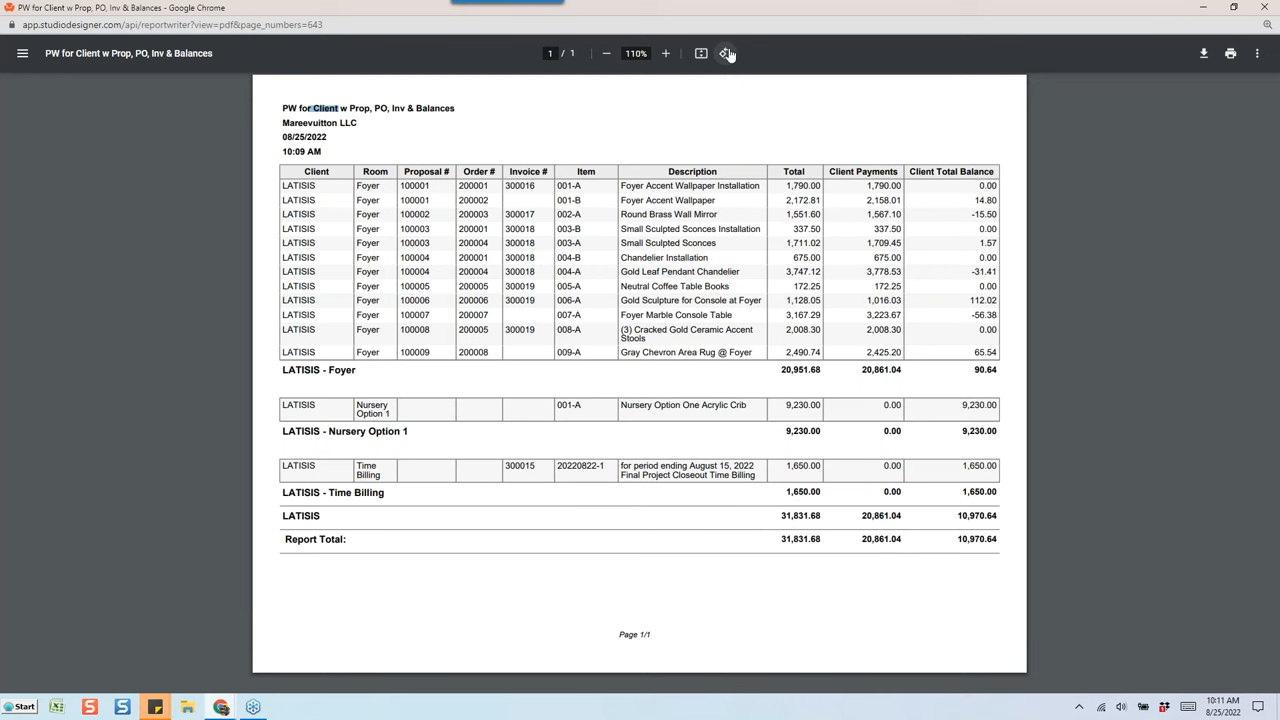 PW for Client w Prop, PO, Inv & Balances - Google Chrome
app.studiodesigner.com/api/reportwriter?view=pdf&page_numbers=643
PW for Client w Prop, PO, Inv & Balances 1 / 1 110%
PW for Client w Prop, PO, Inv & Balances
Mareevuitton LLC
08/25/2022
10:09 AM
Client Room Proposal # Order # Invoice # Item Description Total Client Payments Client Total Balance
LATISIS Foyer 100001 200001 300016 001-A Foyer Accent Wallpaper Installation 1,790.00 1,790.00 0.00
LATISIS Foyer 100001 200002 001-B Foyer Accent Wallpaper 2,172.81 2,158.01 14.80
LATISIS Foyer 100002 200003 300017 002-A Round Brass Wall Mirror 1,551.60 1,567.10 -15.50
LATISIS Foyer 100003 200001 300018 003-B Small Sculpted Sconces Installation 337.50 337.50 0.00
LATISIS Foyer 100003 200004 300018 003-A Small Sculpted Sconces 1,711.02 1,709.45 1.57
LATISIS Foyer 100004 200001 300018 004-B Chandelier Installation 675.00 675.00 0.00
LATISIS Foyer 100004 200004 300018 004-A Gold Leaf Pendant Chandelier 3,747.12 3,778.53 -31.41
LATISIS Foyer 100005 200005 300019 005-A Neutral Coffee Table Books 172.25 172.25 0.00
LATISIS Foyer 100006 200006 300019 006-A Gold Sculpture for Console at Foyer 1,128.05 1,016.03 112.02
LATISIS Foyer 100007 200007 007-A Foyer Marble Console Table 3,167.29 3,223.67 -56.38
LATISIS Foyer 100008 200005 300019 008-A (3) Cracked Gold Ceramic Accent 2,008.30 2,008.30 0.00
Stools
LATISIS Foyer 100009 200008 009-A Gray Chevron Area Rug @ Foyer 2,490.74 2,425.20 65.54
LATISIS - Foyer 20,951.68 20,861.04 90.64
LATISIS Nursery 001-A Nursery Option One Acrylic Crib 9,230.00 0.00 9,230.00
Option 1
LATISIS - Nursery Option 1 9,230.00 0.00 9,230.00
LATISIS Time 300015 20220822-1 for period ending August 15, 2022 1,650.00 0.00 1,650.00
Billing Final Project Closeout Time Billing
LATISIS - Time Billing 1,650.00 0.00 1,650.00
LATISIS 31,831.68 20,861.04 10,970.64
Report Total: 31,831.68 20,861.04 10,970.64
Page 1/1
Start 10:11 AM
8/25/2022